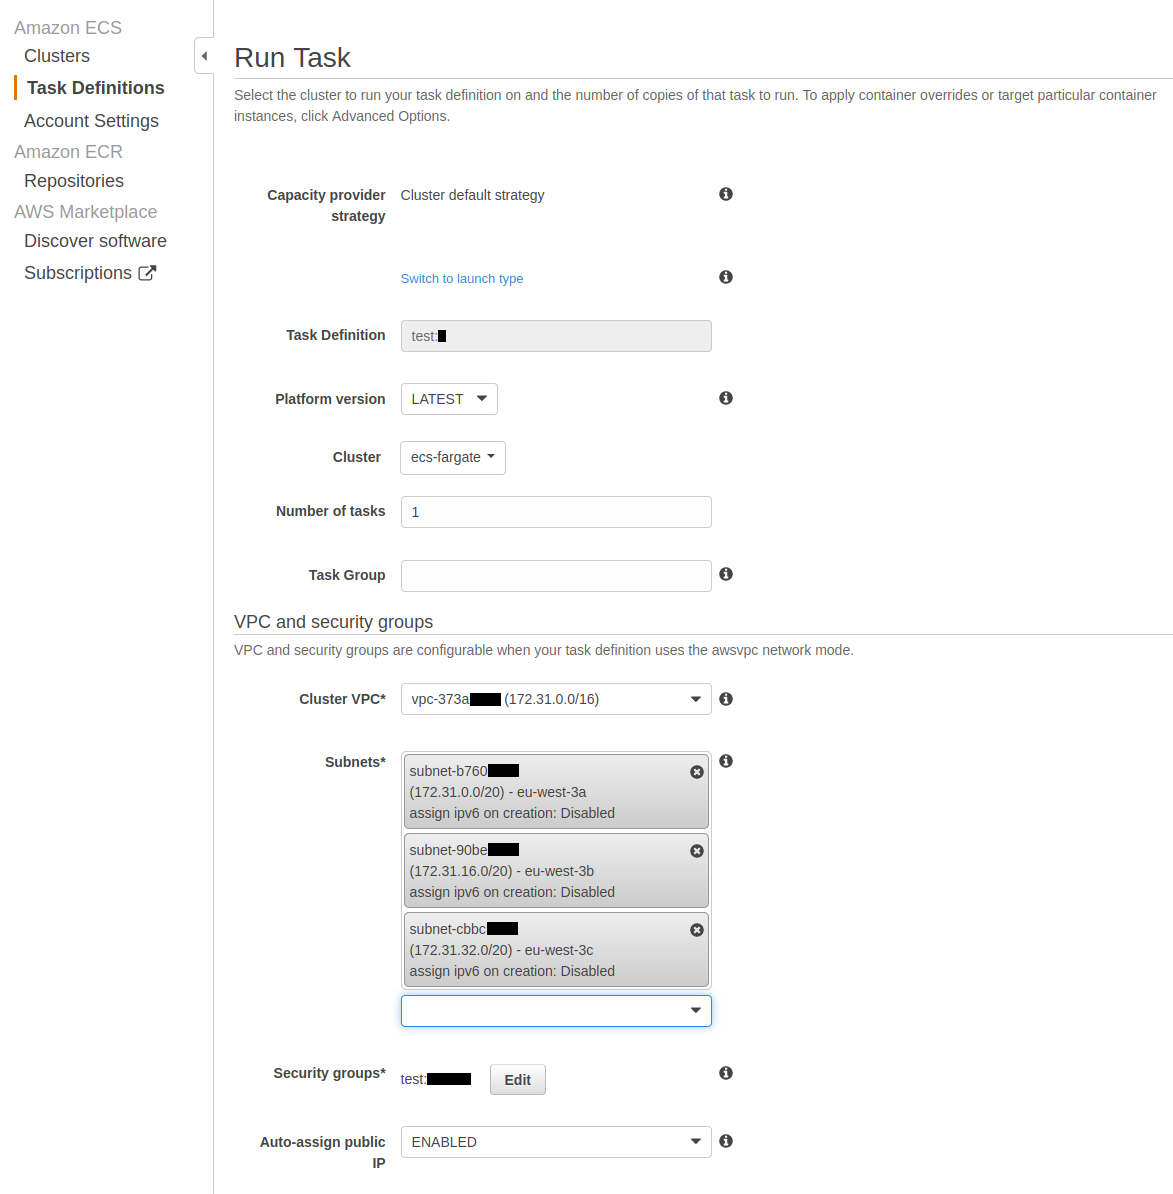 Amazon ECS
Clusters
Task Definitions
Account Settings
Amazon ECR
Repositories
AWS Marketplace
Discover software
Subscriptions
Run Task
Select the cluster to run your task definition on and the number of copies of that task to run. To apply container overrides or target particular container
instances, click Advanced Options.
Capacity provider strategy
Cluster default strategy
Switch to launch type
Task Definition
test:
Platform version
LATEST
Cluster
ecs-fargate
Number of tasks
1
Task Group
VPC and security groups
VPC and security groups are configurable when your task definition uses the awsvpc network mode.
Cluster VPC*
vpc-373a (172.31.0.0/16)
Subnets*
subnet-b760
(172.31.0.0/20) - eu-west-3a
assign ipv6 on creation: Disabled
subnet-90be
(172.31.16.0/20) - eu-west-3b
assign ipv6 on creation: Disabled
subnet-cbbc
(172.31.32.0/20) - eu-west-3c
assign ipv6 on creation: Disabled
Security groups*
test:
Edit
Auto-assign public IP
ENABLED